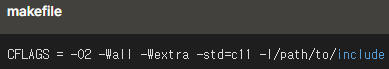 makefile
CFLAGS = -O2 -Wall -Wextra -std=c11 -I/path/to/include